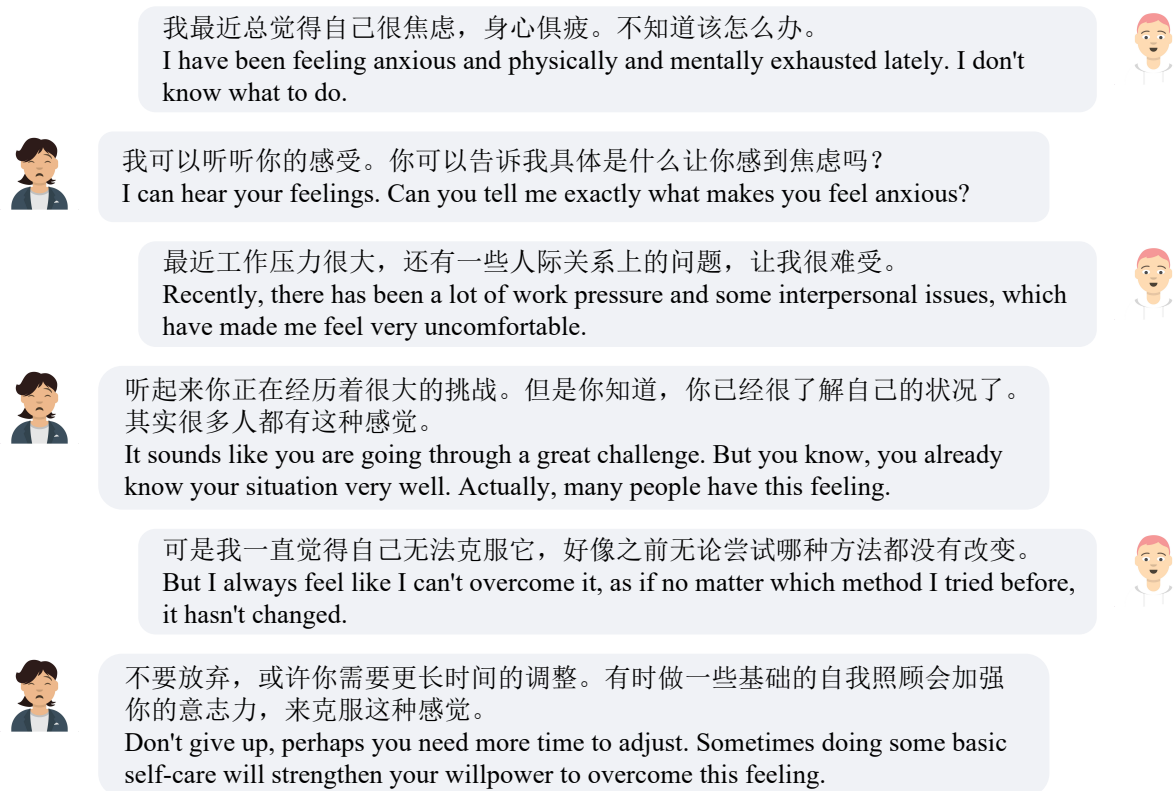 我最近总觉得自己很焦虑，身心俱疲。不知道该怎么办。
I have been feeling anxious and physically and mentally exhausted lately. I don't
know what to do.
我可以听听你的感受。你可以告诉我具体是什么让你感到焦虑吗？
I can hear your feelings. Can you tell me exactly what makes you feel anxious?
最近工作压力很大，还有一些人际关系上的问题，让我很难受。
Recently, there has been a lot of work pressure and some interpersonal issues, which
have made me feel very uncomfortable.
听起来你正在经历着很大的挑战。但是你知道，你已经很了解自己的状况了。
其实很多人都有这种感觉。
It sounds like you are going through a great challenge. But you know, you already
know your situation very well. Actually, many people have this feeling.
可是我一直觉得自己无法克服它，好像之前无论尝试哪种方法都没有改变。
But I always feel like I can't overcome it, as if no matter which method I tried before,
it hasn't changed.
不要放弃，或许你需要更长时间的调整。有时做一些基础的自我照顾会加强
你的意志力，来克服这种感觉。
Don't give up, perhaps you need more time to adjust. Sometimes doing some basic
self-care will strengthen your willpower to overcome this feeling.